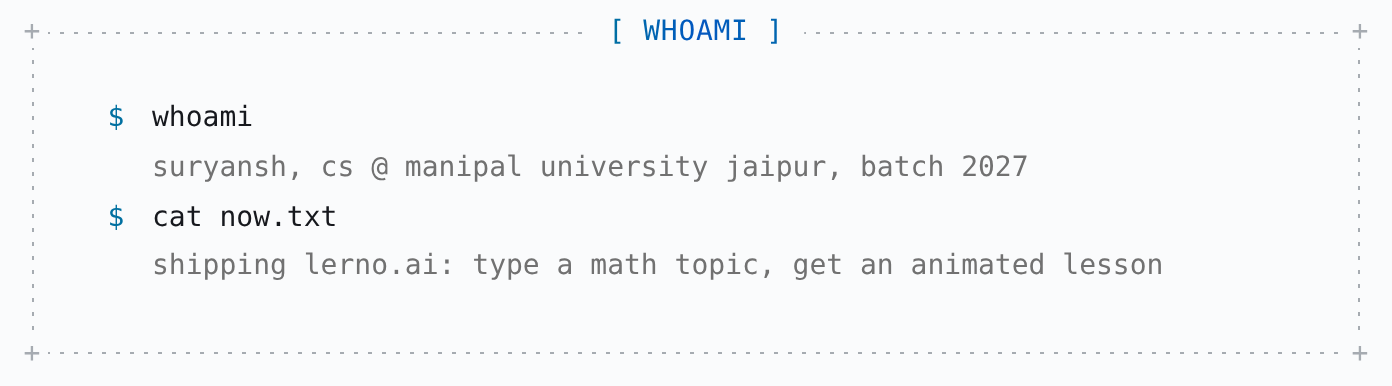 [ WHOAMI ]
$ whoami
suryansh, cs @ manipal university jaipur, batch 2027
$ cat now.txt
shipping lerno.ai: type a math topic, get an animated lesson